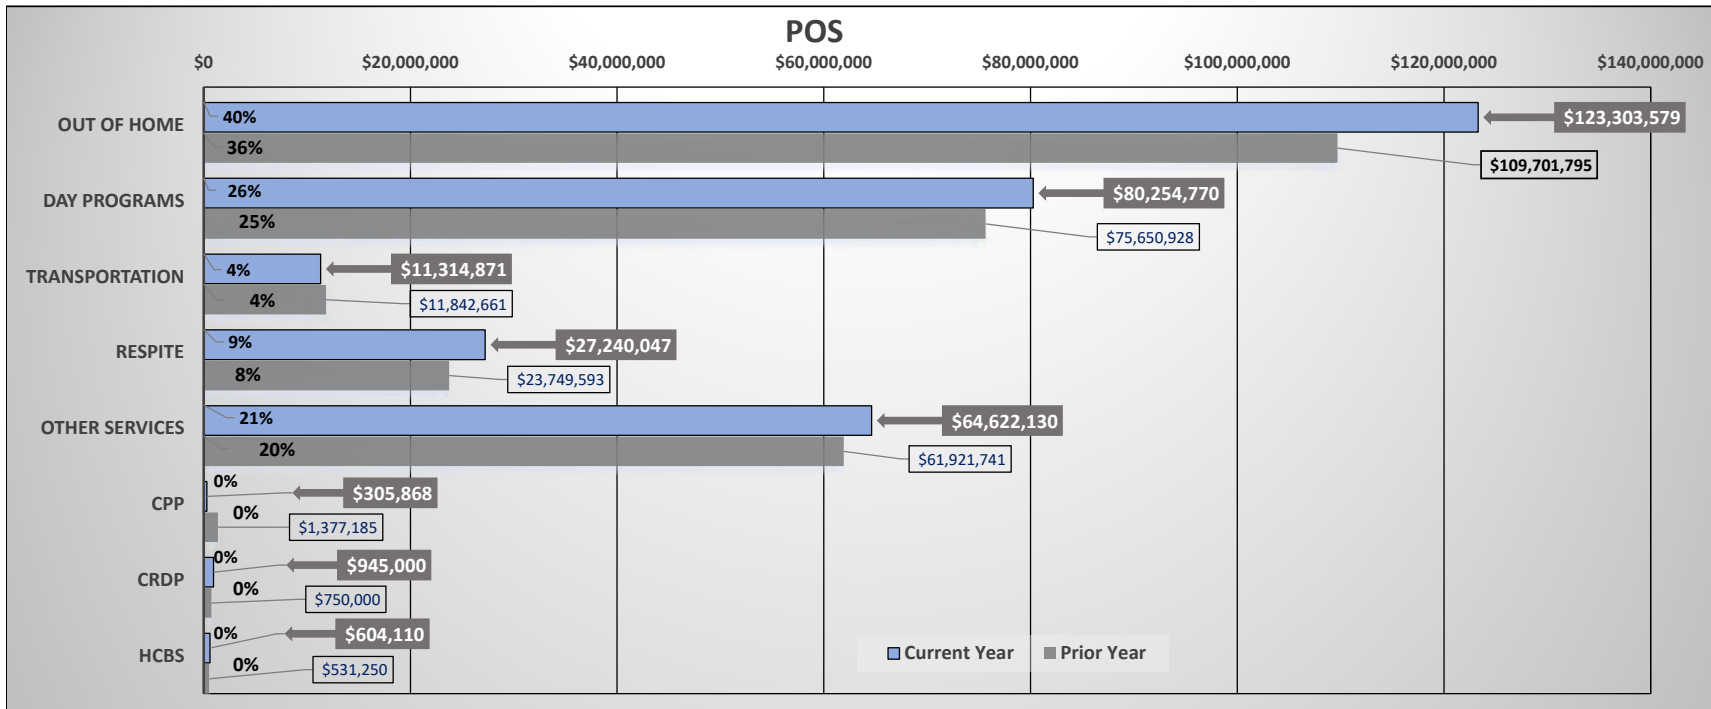 POS
$0 $20,000,000 $40,000,000 $60,000,000 $80,000,000 $100,000,000 $120,000,000 $140,000,000
OUT OF HOME
40%
$123,303,579
36%
$109,701,795
DAY PROGRAMS
26%
$80,254,770
25%
$75,650,928
TRANSPORTATION
4%
$11,314,871
4%
$11,842,661
RESPITE
9%
$27,240,047
8%
$23,749,593
OTHER SERVICES
21%
$64,622,130
20%
$61,921,741
CPP
0%
$305,868
0%
$1,377,185
CRDP
0%
$945,000
0%
$750,000
HCBS
0%
$604,110
0%
$531,250
Current Year Prior Year